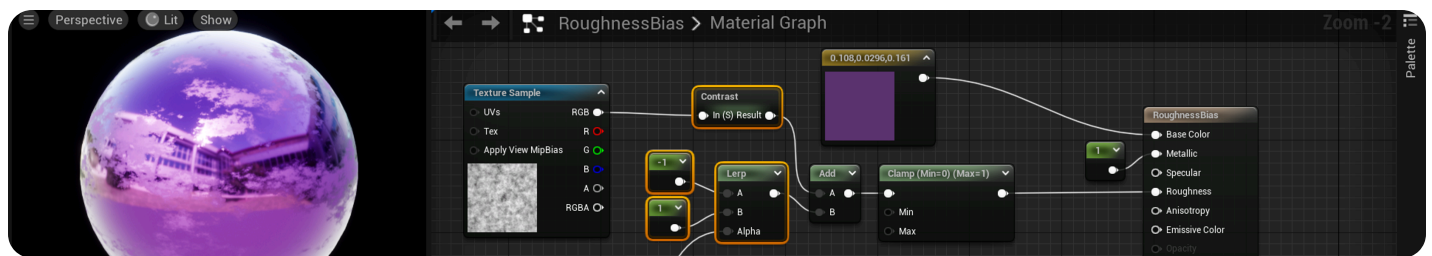 Perspective
Lit
Show
RoughnessBias
Material Graph
Zoom -2
Palette
Texture Sample
UVs
Tex
Apply View MipBias
RGB
R
G
B
A
RGBA
Contrast
In (S) Result
-1
1
Lerp
A
B
Alpha
0.108,0.0296,0.161
Add
A
B
Clamp (Min=0) (Max=1)
Min
Max
1
RoughnessBias
Base Color
Metallic
Specular
Roughness
Anisotropy
Emissive Color
Opacity